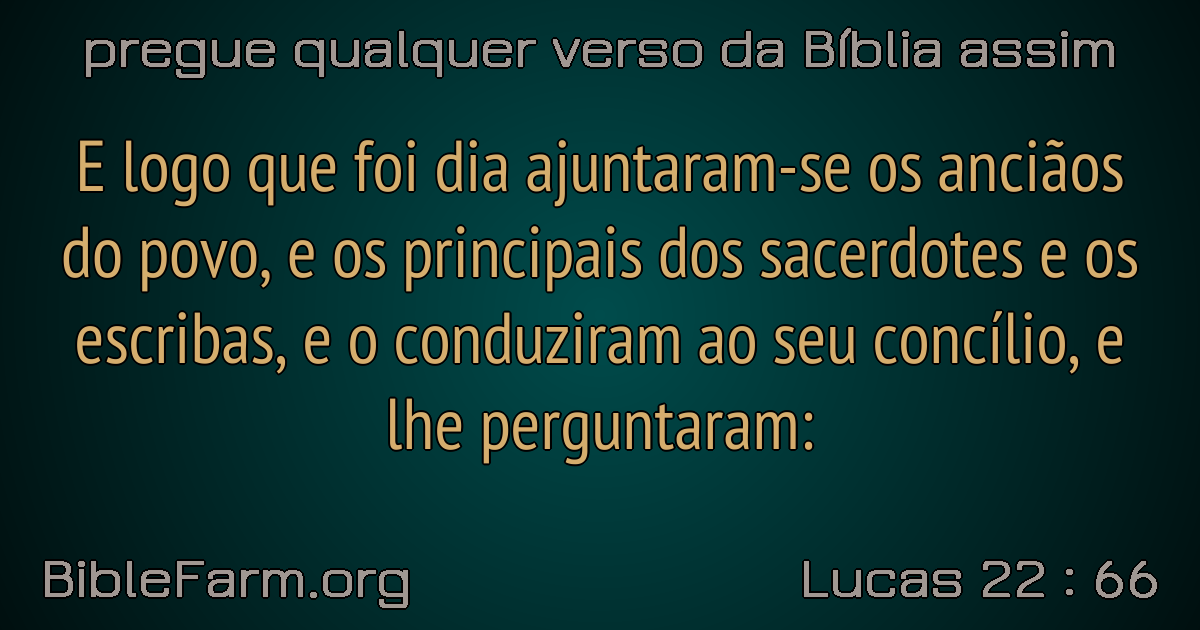 pregue qualquer verso da Bíblia assim
E logo que foi dia ajuntaram-se os anciãos
do povo, e os principais dos sacerdotes e os
escribas, e o conduziram ao seu concílio, e
lhe perguntaram:
BibleFarm.org
Lucas 22 : 66